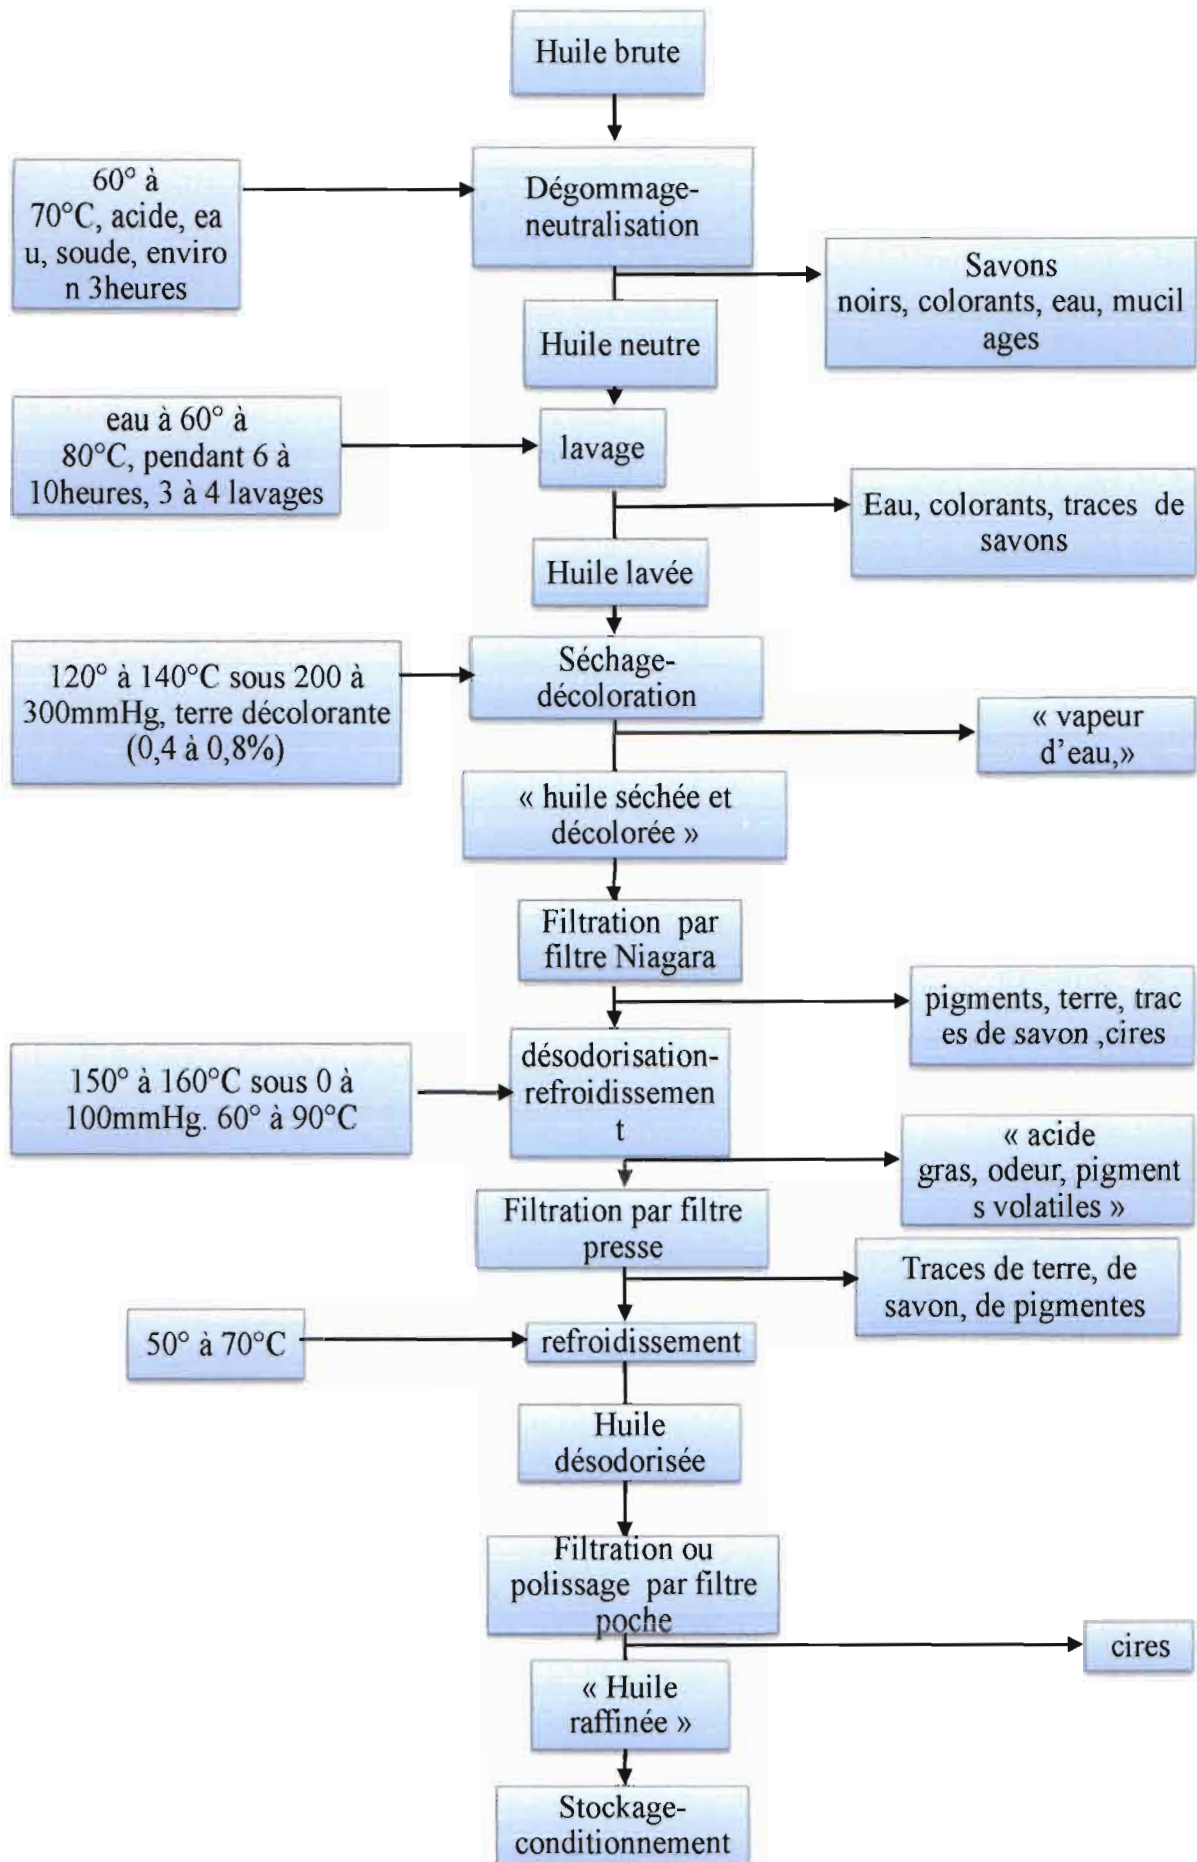 Huile brute
60° à
70°C, acide, ea
u, soude, enviro
n 3heures
Dégommage-
neutralisation
Savons
noirs, colorants, eau, mucil
ages
Huile neutre
eau à 60° à
80°C, pendant 6 à
10heures, 3 à 4 lavages
lavage
Eau, colorants, traces de
savons
Huile lavée
120° à 140°C sous 200 à
300mmHg, terre décolorante
(0,4 à 0,8%)
Séchage-
décoloration
« vapeur
d’eau,»
« huile séchée et
décolorée »
Filtration par
filtre Niagara
pigments, terre, trac
es de savon ,cires
150° à 160°C sous 0 à
100mmHg. 60° à 90°C
désodorisation-
refroidissemen
t
« acide
gras, odeur, pigment
s volatiles »
Filtration par filtre
presse
Traces de terre, de
savon, de pigmentes
50° à 70°C
refroidissement
Huile
désodorisée
Filtration ou
polissage par filtre
poche
cires
« Huile
raffinée »
Stockage-
conditionnement